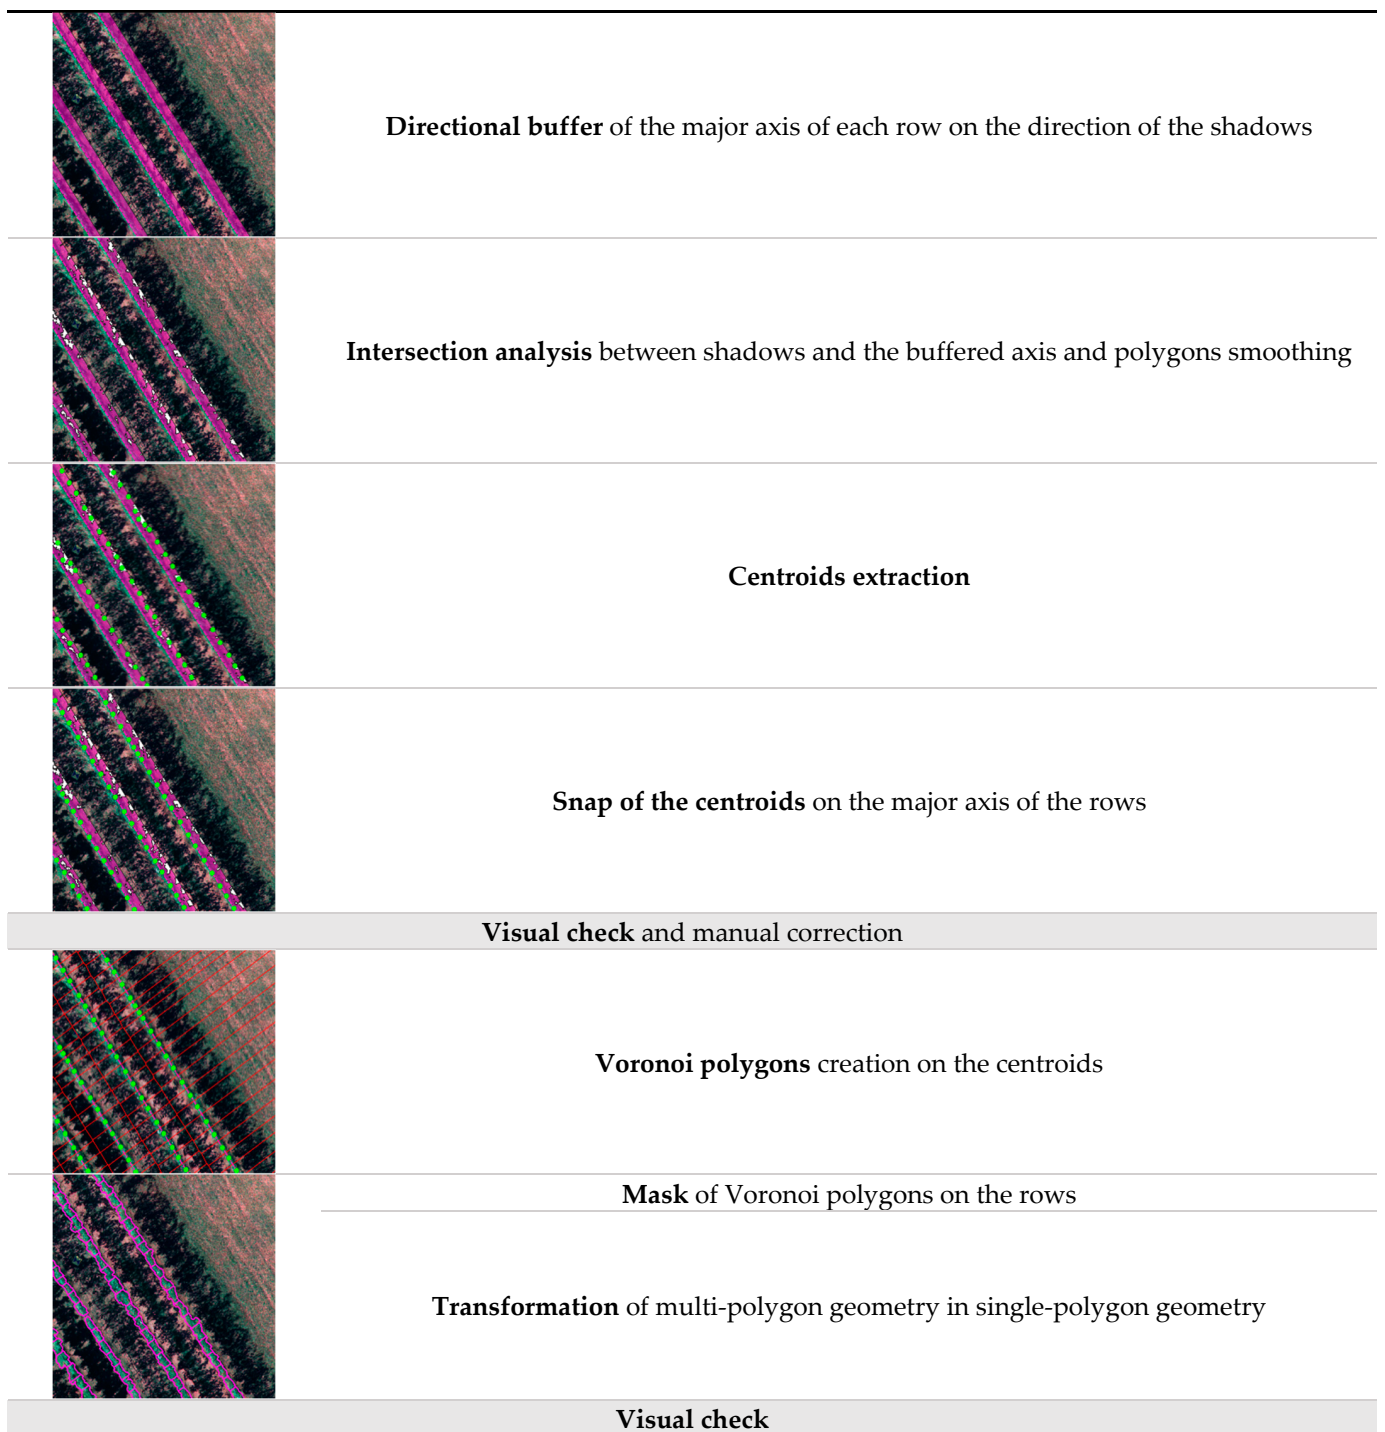 Directional buffer of the major axis of each row on the direction of the shadows
Intersection analysis between shadows and the buffered axis and polygons smoothing
Centroids extraction
Snap of the centroids on the major axis of the rows
Visual check and manual correction
Voronoi polygons creation on the centroids
Mask of Voronoi polygons on the rows
Transformation of multi-polygon geometry in single-polygon geometry
Visual check